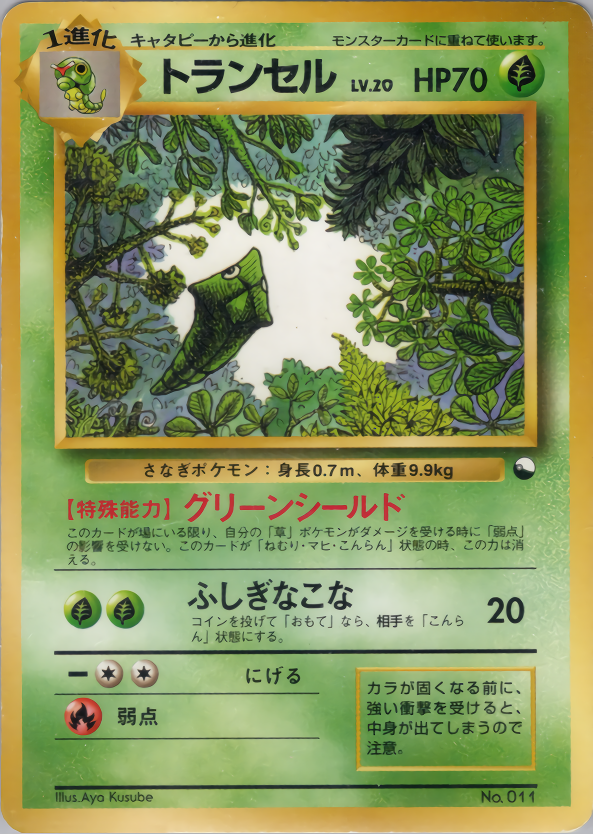 1進化 キャタピーから進化 モンスターカードに重ねて使います。
トランセル LV.20 HP70
さなぎポケモン：身長0.7m、体重9.9kg
【特殊能力】グリーンシールド
このカードが場にいる限り、自分の「草」ポケモンがダメージを受ける時に「弱点」
の影響を受けない。このカードが「ねむり・マヒ・こんらん」状態の時、この力は消
える。
ふしぎなこな 20
コインを投げて「おもて」なら、相手を「こんら
ん」状態にする。
にげる
弱点
カラが固くなる前に、
強い衝撃を受けると、
中身が出てしまうので
注意。
Illus.Aya Kusube No. 011